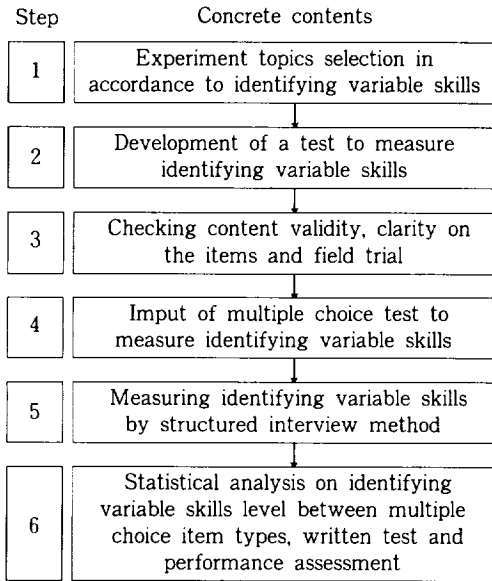 Step Concrete contents
1 Experiment topics selection in
accordance to identifying variable skills
2 Development of a test to measure
identifying variable skills
3 Checking content validity, clarity on
the items and field trial
4 Imput of multiple choice test to
measure identifying variable skills
5 Measuring identifying variable skills
by structured interview method
6 Statistical analysis on identifying
variable skills level between multiple
choice item types, written test and
performance assessment